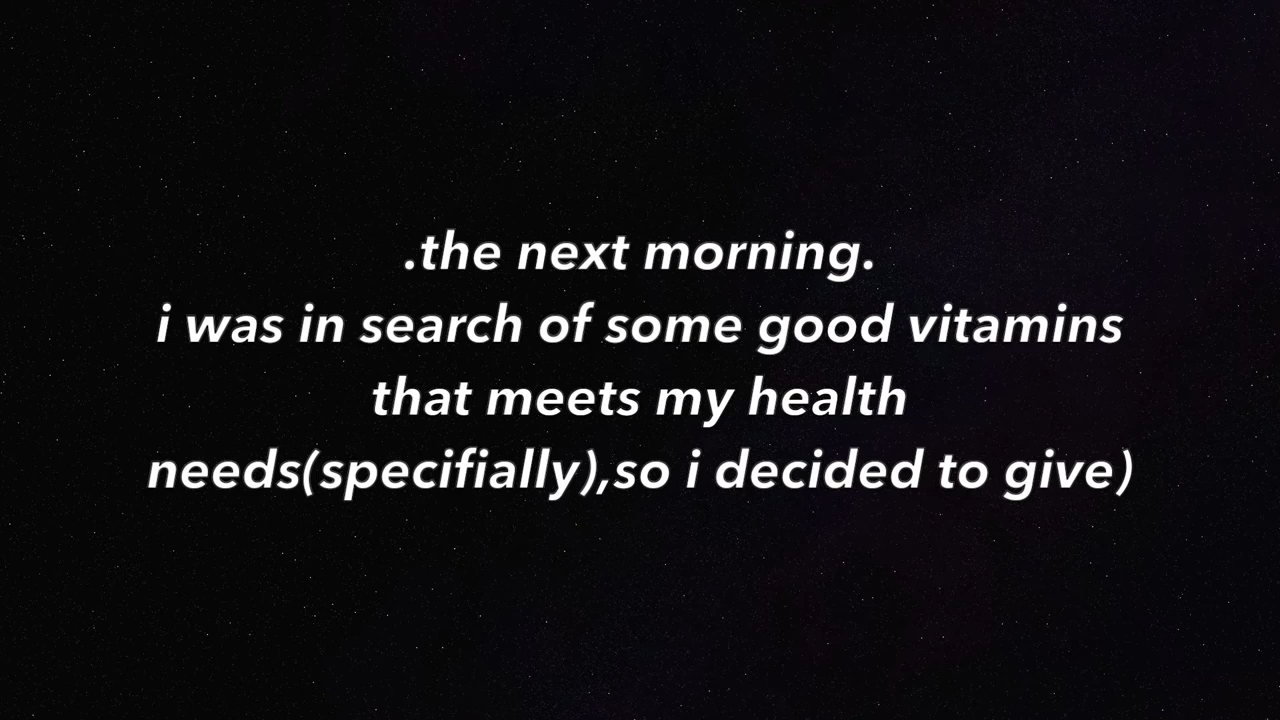 .the next morning.
i was in search of some good vitamins
that meets my health
needs(specifially),so i decided to give)